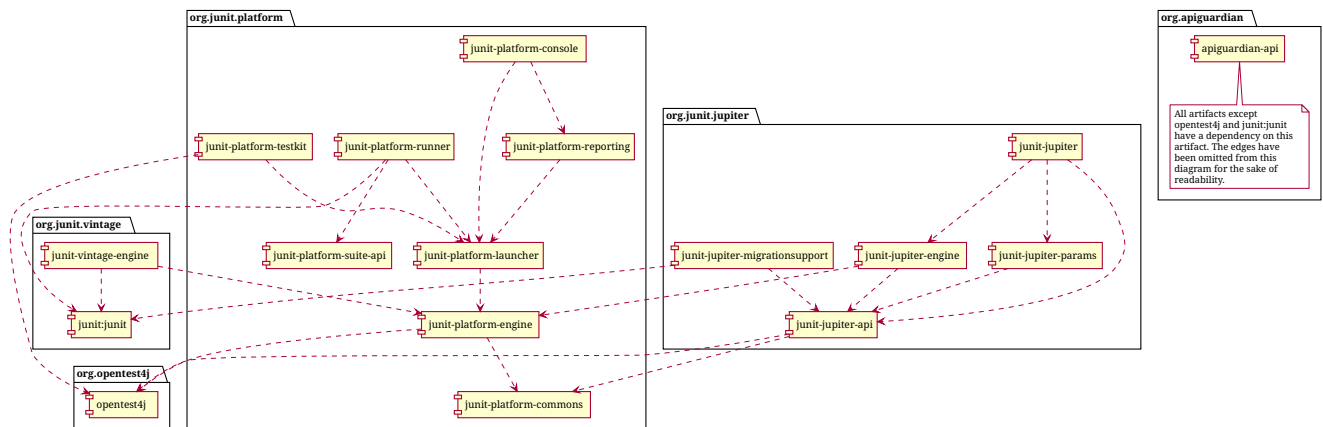 org.junit.platform
org.apiguardian
junit-platform-console
apiguardian-api
All artifacts except
opentest4j and junit:junit
have a dependency on this
artifact. The edges have
been omitted from this
diagram for the sake of
readability.
org.junit.jupiter
junit-platform-testkit
junit-platform-runner
junit-platform-reporting
junit-jupiter
org.junit.vintage
junit-vintage-engine
junit-platform-suite-api
junit-platform-launcher
junit-jupiter-migrationsupport
junit-jupiter-engine
junit-jupiter-params
junit:junit
junit-platform-engine
junit-jupiter-api
org.opentest4j
opentest4j
junit-platform-commons